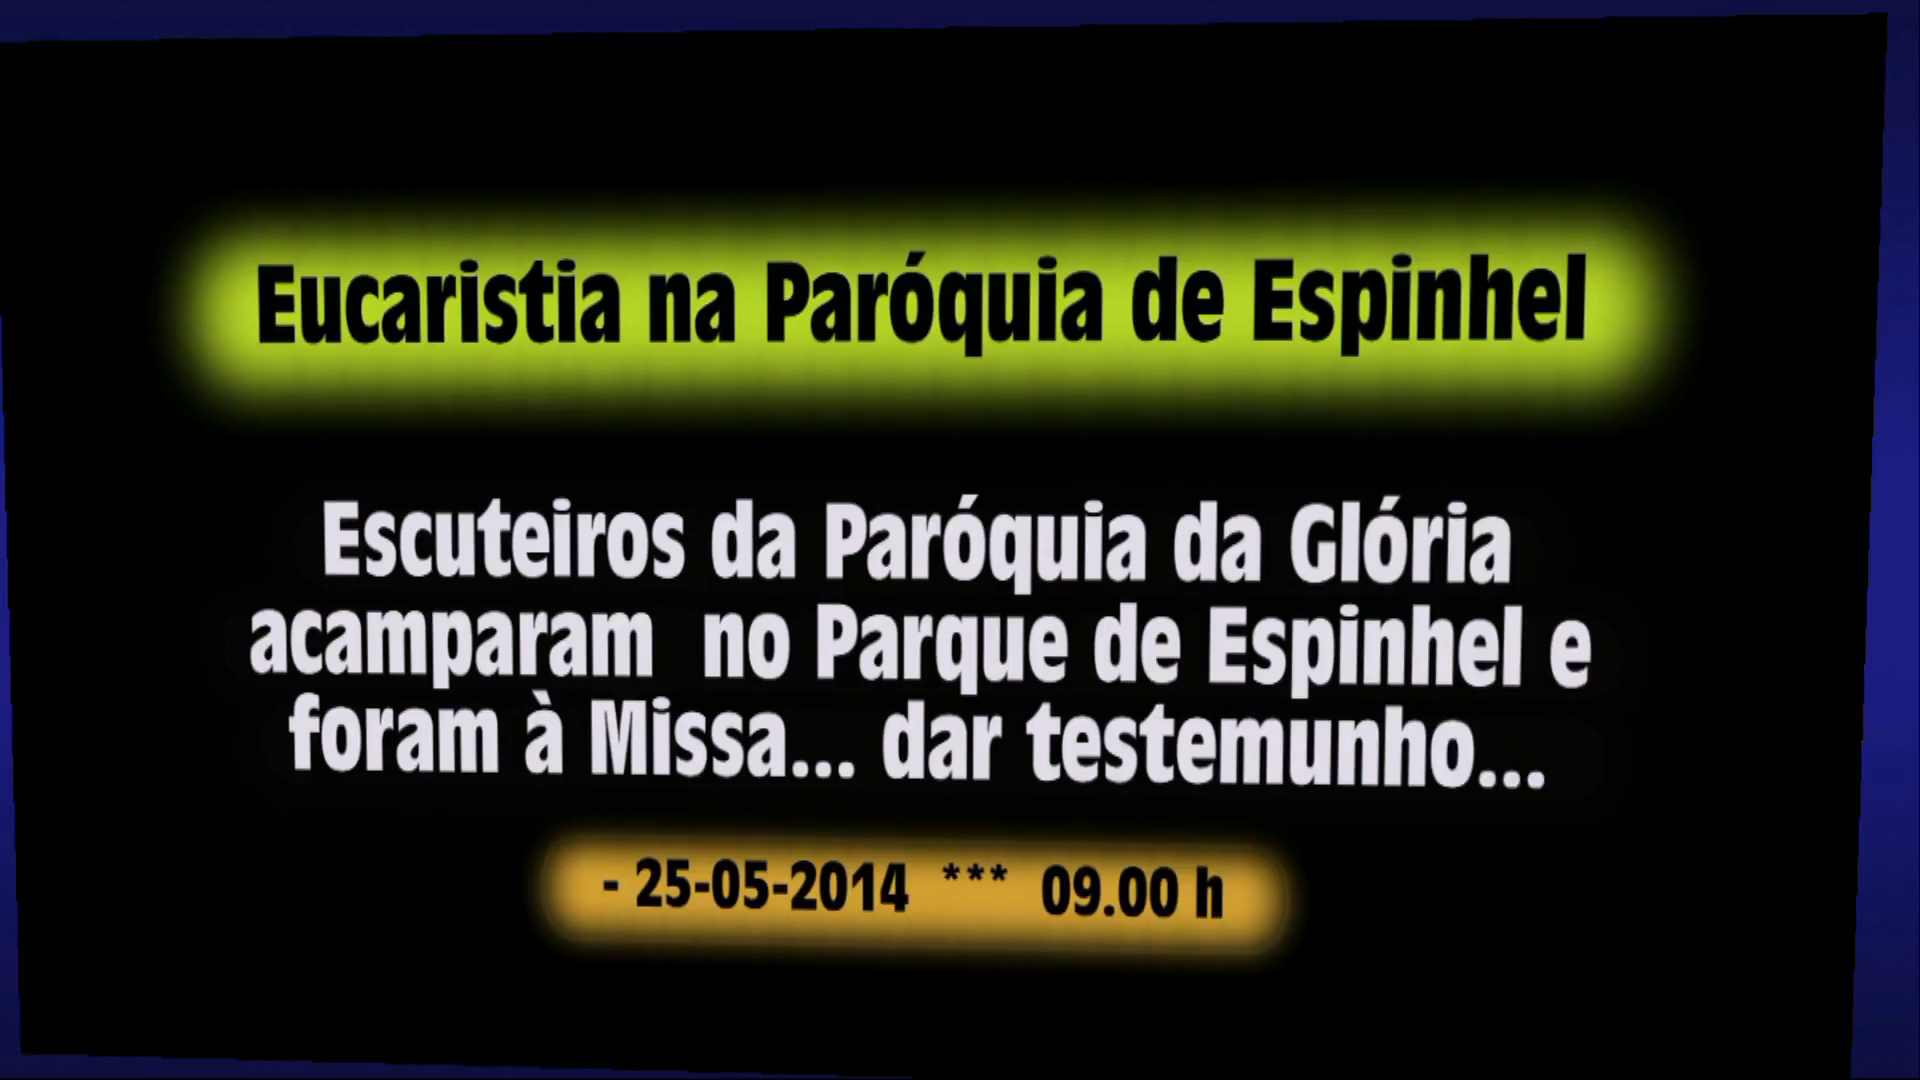 Eucaristia na Paróquia de Espinhel
Escuteiros da Paróquia da Glória
acamparam  no Parque de Espinhel e
foram à Missa... dar testemunho...
- 25-05-2014  ***  09.00 h